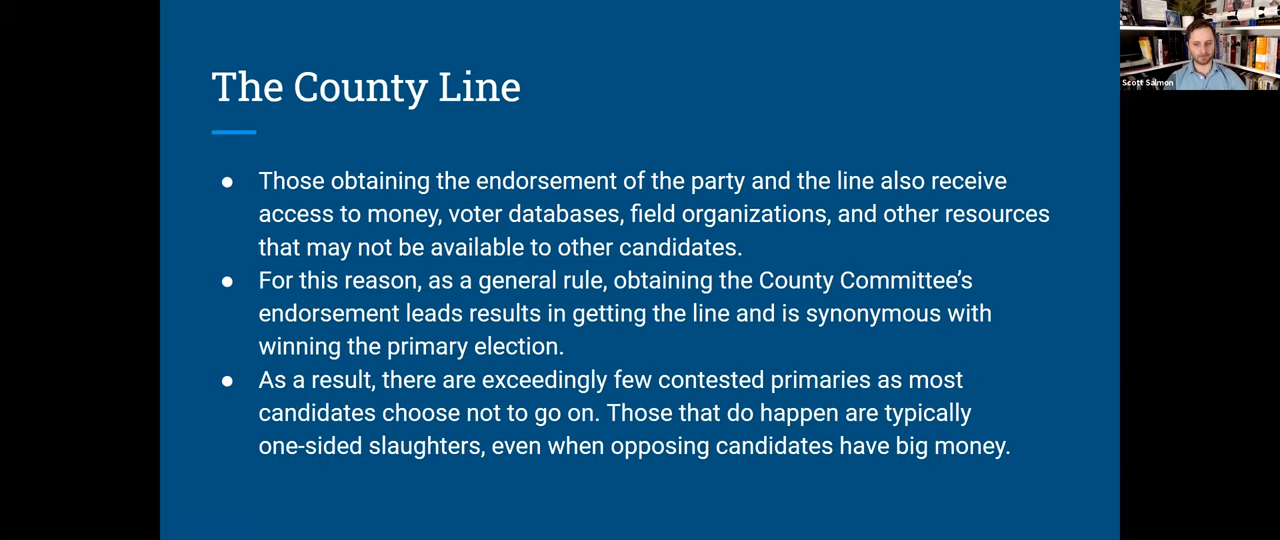 The County Line
● Those obtaining the endorsement of the party and the line also receive
access to money, voter databases, field organizations, and other resources
that may not be available to other candidates.
● For this reason, as a general rule, obtaining the County Committee’s
endorsement leads results in getting the line and is synonymous with
winning the primary election.
● As a result, there are exceedingly few contested primaries as most
candidates choose not to go on. Those that do happen are typically
one-sided slaughters, even when opposing candidates have big money.
Scott Salmon